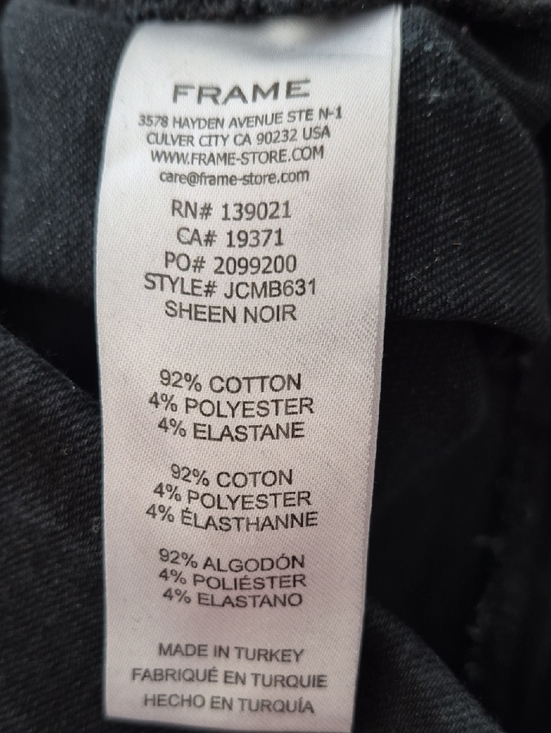 FRAME
3578 HAYDEN AVENUE STE N-1
CULVER CITY CA 90232 USA
WWW.FRAME-STORE.COM
care@frame-store.com
RN# 139021
CA# 19371
PO# 2099200
STYLE# JCMB631
SHEEN NOIR
92% COTTON
4% POLYESTER
4% ELASTANE
92% COTON
4% POLYESTER
4% ÉLASTHANNE
92% ALGODÓN
4% POLIÉSTER
4% ELASTANO
MADE IN TURKEY
FABRIQUÉ EN TURQUIE
HECHO EN TURQUÍA